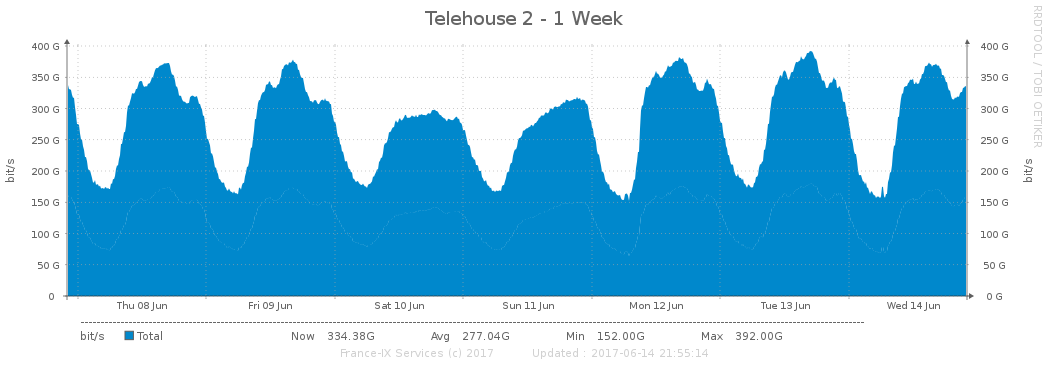 Telehouse 2 - 1 Week
RRDTOOL / TOBI OETIKER
bit/s
bit/s
400 G 400 G
350 G 350 G
300 G 300 G
250 G 250 G
200 G 200 G
150 G 150 G
100 G 100 G
50 G 50 G
0 0 G
Thu 08 Jun Fri 09 Jun Sat 10 Jun Sun 11 Jun Mon 12 Jun Tue 13 Jun Wed 14 Jun
bit/s Total Now 334.38G Avg 277.04G Min 152.00G Max 392.00G
France-IX Services (c) 2017 Updated : 2017-06-14 21:55:14